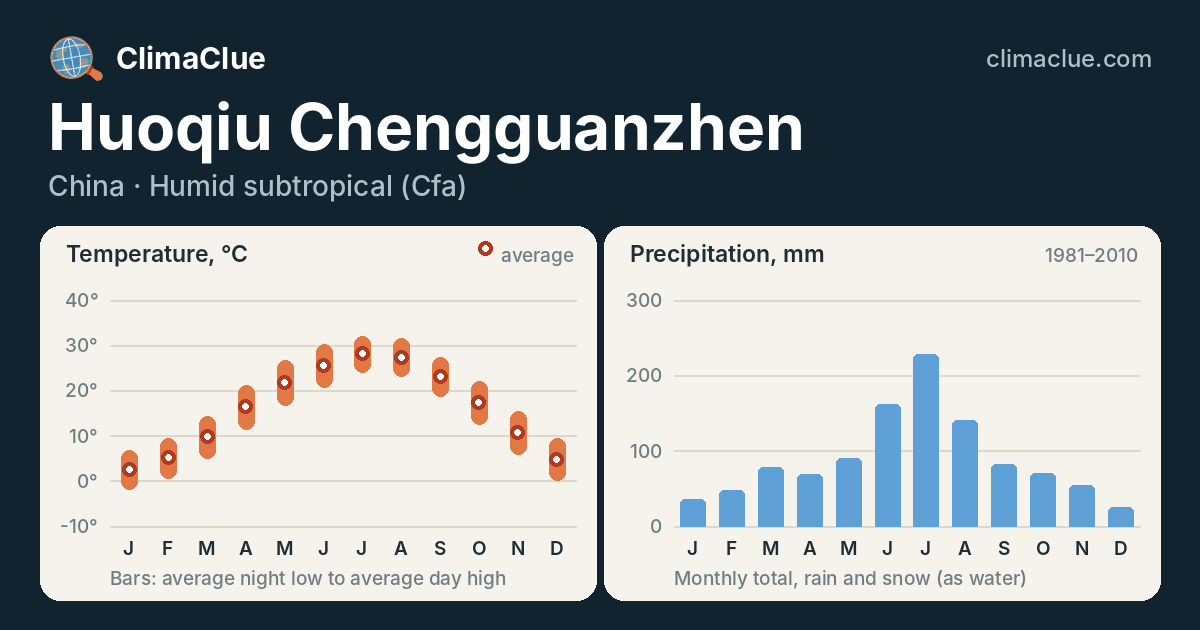 ClimaClue
climaclue.com
Huoqiu Chengguanzhen
China · Humid subtropical (Cfa)
Temperature, °C
average
40°
30°
20°
10°
0°
-10°
J F M A M J J A S O N D
Bars: average night low to average day high
Precipitation, mm
1981–2010
300
200
100
0
J F M A M J J A S O N D
Monthly total, rain and snow (as water)